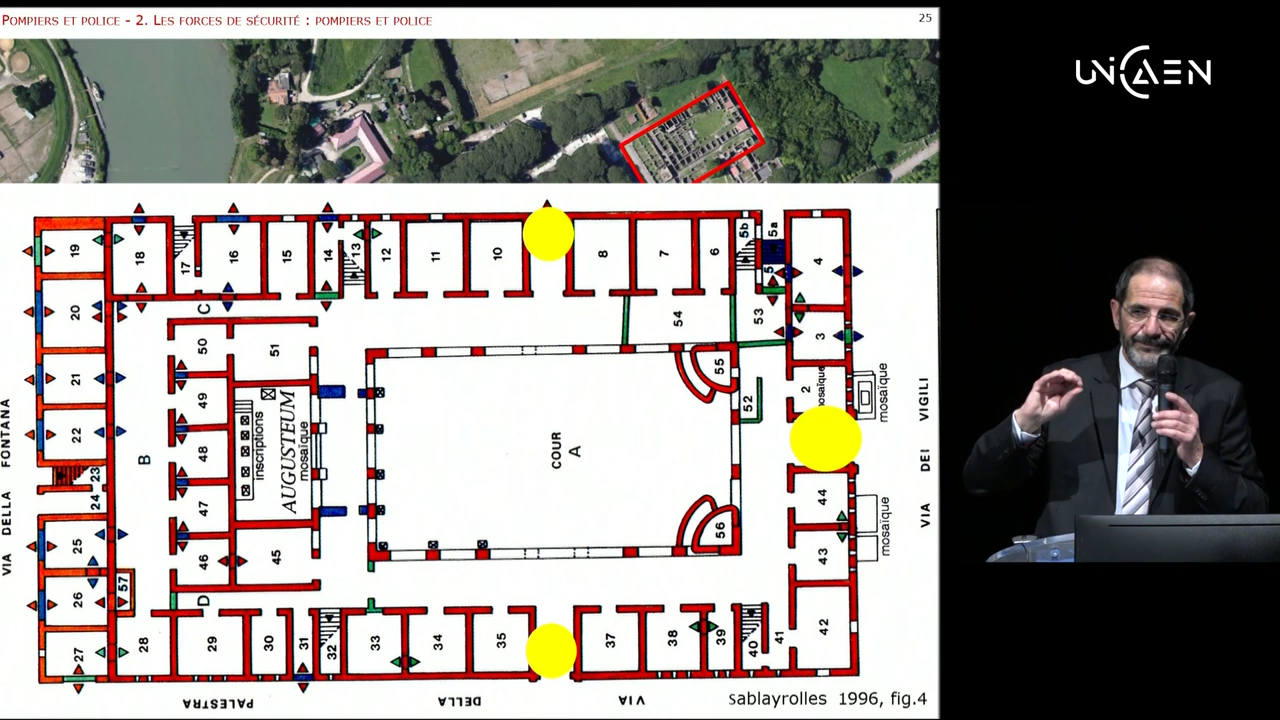 POMPIERS ET POLICE - 2. LES FORCES DE SÉCURITÉ : POMPIERS ET POLICE
25
UNICAEN
19
18
17
16
15
14
13
12
11
10
8
7
6
5b
5a
5
4
20
C
54
53
3
50
51
21
55
2
mosaïque
mosaïque
49
52
22
VIA DELLA FONTANA
inscriptions
AUGUSTEUM
mosaïque
B
48
COUR
A
VIA DEI VIGILI
23
24
47
44
mosaïque
25
56
46
45
43
57
26
D
27
28
29
30
31
32
33
34
35
37
38
39
40
41
42
PALESTRA
DELLA
VIA
sablayrolles 1996, fig.4